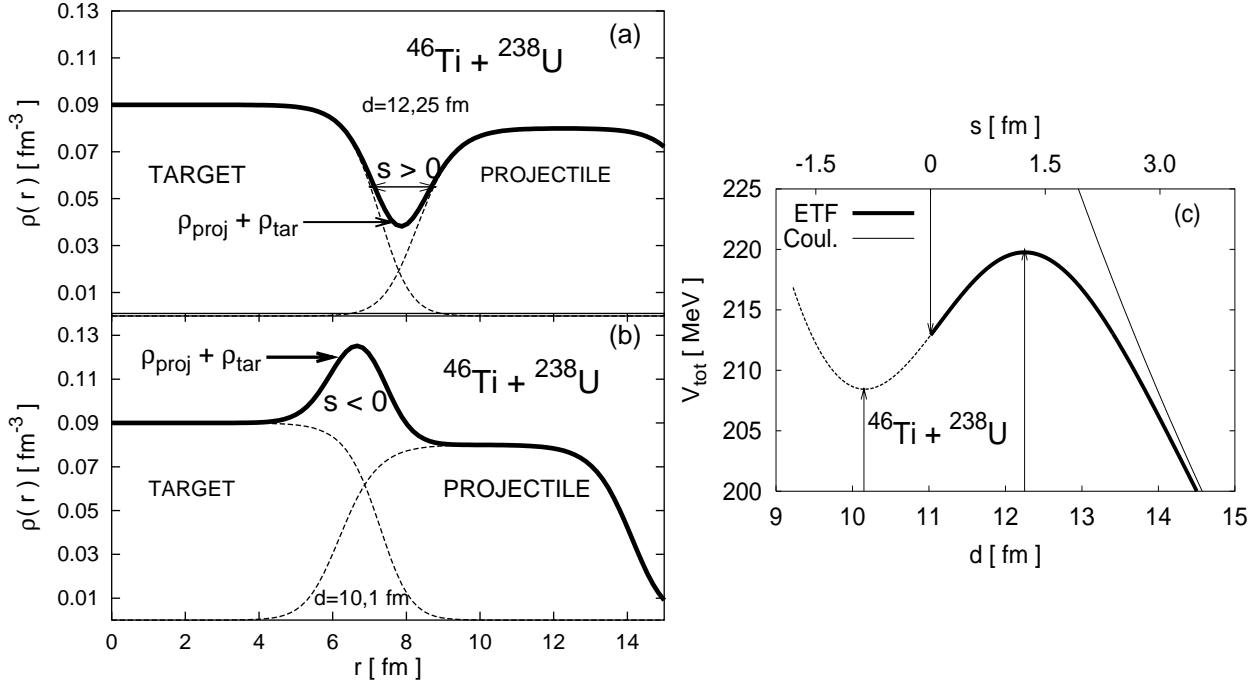 0.13
(a)
⁴⁶Ti + ²³⁸U
0.11
d=12,25 fm
0.09
ρ( r ) [ fm⁻³ ]
0.07
s > 0
TARGET
PROJECTILE
0.05
ρproj + ρtar
0.03
0.01
0.13
(b)
ρproj + ρtar
⁴⁶Ti + ²³⁸U
0.11
s < 0
0.09
ρ( r ) [ fm⁻³ ]
0.07
TARGET
PROJECTILE
0.05
0.03
d=10,1 fm
0.01
0 2 4 6 8 10 12 14
r [ fm ]
s [ fm ]
-1.5 0 1.5 3.0
225
ETF
(c)
Coul.
220
215
Vtot [ MeV ]
210
⁴⁶Ti + ²³⁸U
205
200
9 10 11 12 13 14 15
d [ fm ]